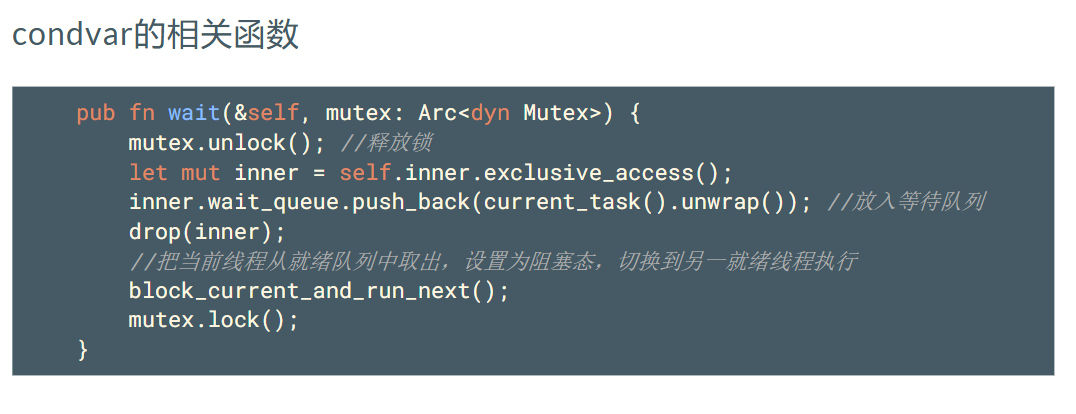 condvar的相关函数
pub fn wait(&self, mutex: Arc<dyn Mutex>) {
mutex.unlock(); //释放锁
let mut inner = self.inner.exclusive_access();
inner.wait_queue.push_back(current_task().unwrap()); //放入等待队列
drop(inner);
//把当前线程从就绪队列中取出，设置为阻塞态，切换到另一就绪线程执行
block_current_and_run_next();
mutex.lock();
}